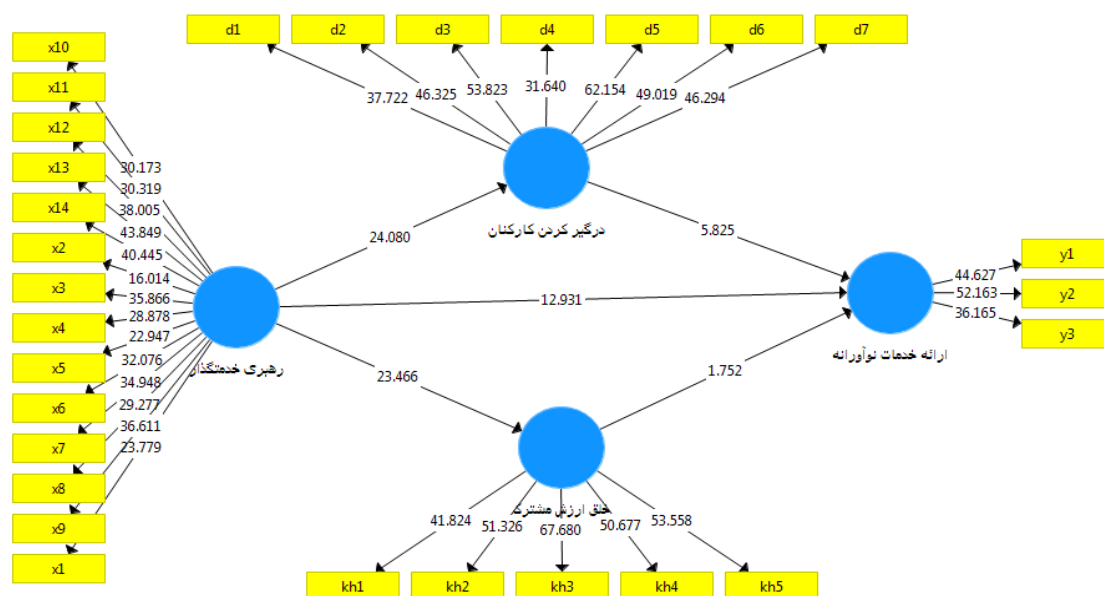 d1
d2
d3
d4
d5
d6
d7
x10
x11
x12
x13
x14
x2
x3
x4
x5
x6
x7
x8
x9
x1
37.722
46.325
53.823
31.640
62.154
49.019
46.294
30.173
30.319
38.005
43.849
40.445
16.014
35.866
28.878
22.947
32.076
34.948
29.277
36.611
23.779
درگیر کردن کارکنان
24.080
5.825
12.931
رهبری خدمتگذار
23.466
1.752
ارائه خدمات نوآورانه
44.627
52.163
36.165
y1
y2
y3
خلق ارزش مشترک
41.824
51.326
67.680
50.677
53.558
kh1
kh2
kh3
kh4
kh5